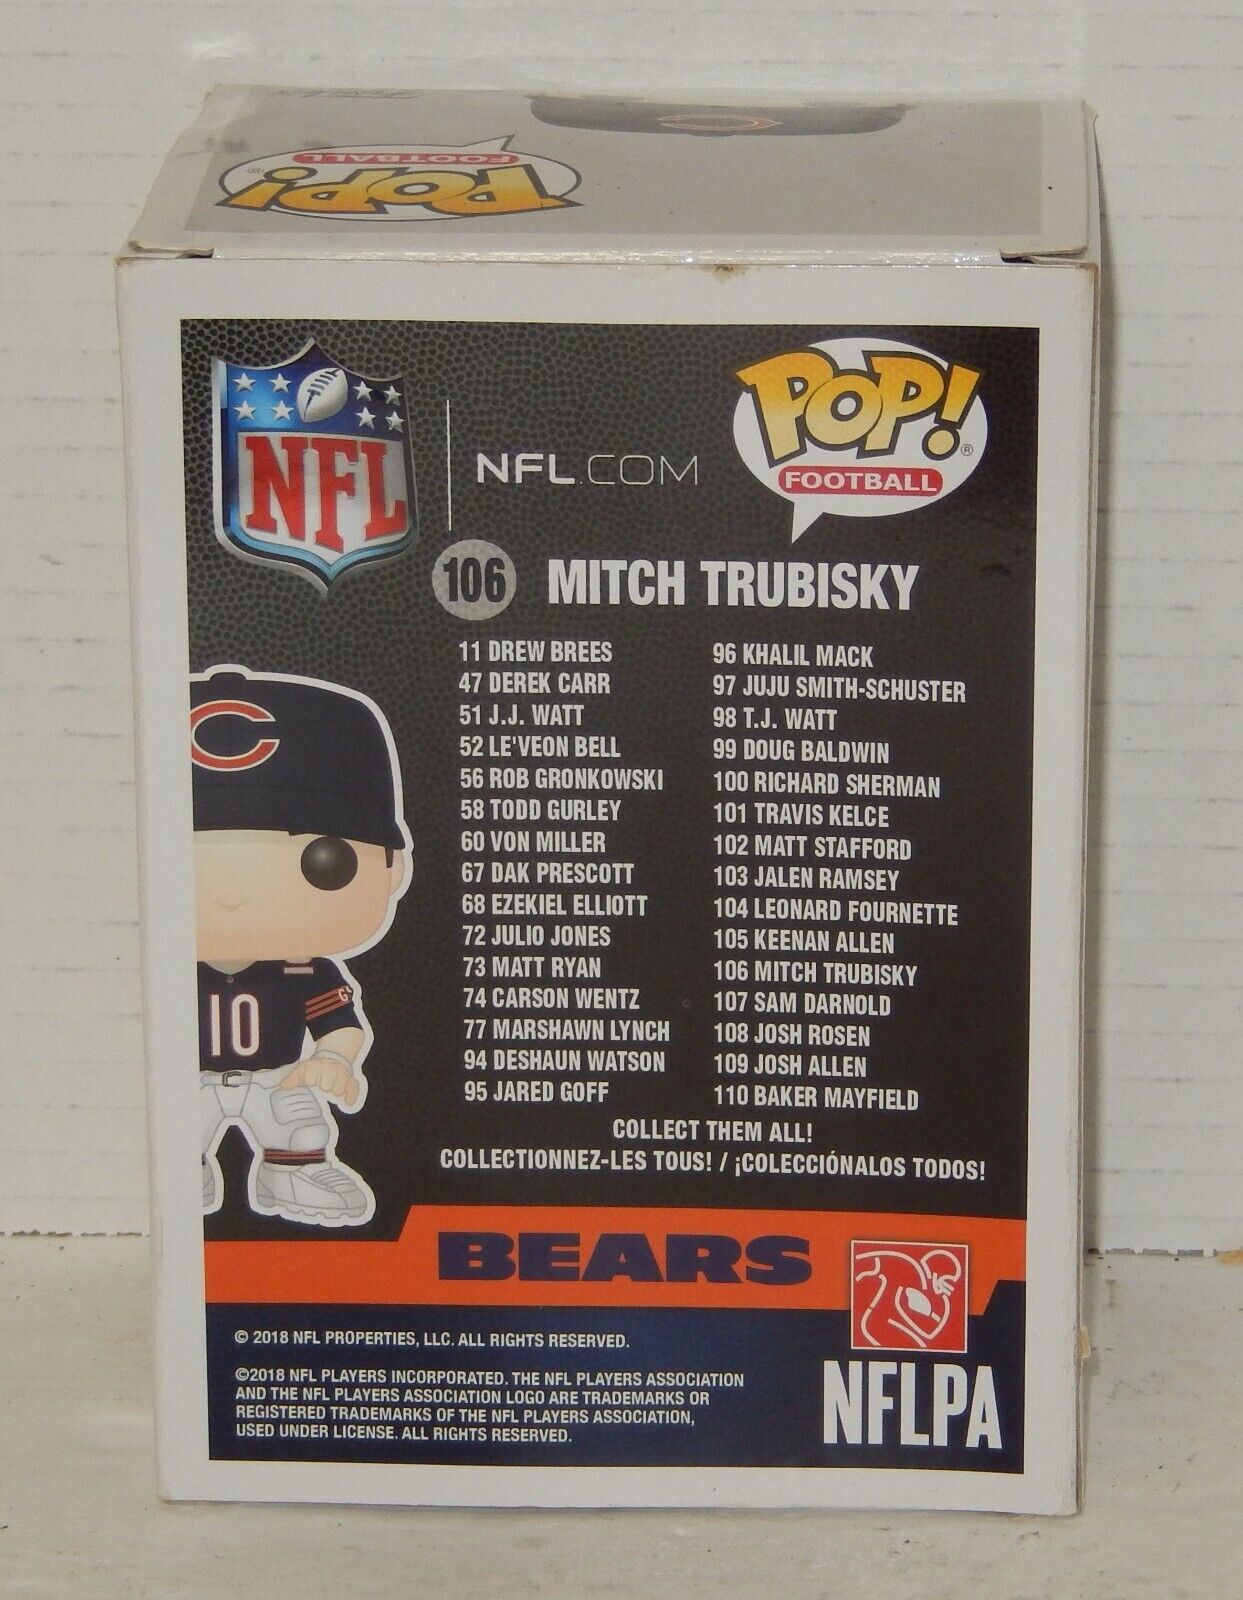 POP!
FOOTBALL
NFL
NFL.COM
POP!®
FOOTBALL
106 MITCH TRUBISKY
11 DREW BREES
47 DEREK CARR
51 J.J. WATT
52 LE'VEON BELL
56 ROB GRONKOWSKI
58 TODD GURLEY
60 VON MILLER
67 DAK PRESCOTT
68 EZEKIEL ELLIOTT
72 JULIO JONES
73 MATT RYAN
74 CARSON WENTZ
77 MARSHAWN LYNCH
94 DESHAUN WATSON
95 JARED GOFF
96 KHALIL MACK
97 JUJU SMITH-SCHUSTER
98 T.J. WATT
99 DOUG BALDWIN
100 RICHARD SHERMAN
101 TRAVIS KELCE
102 MATT STAFFORD
103 JALEN RAMSEY
104 LEONARD FOURNETTE
105 KEENAN ALLEN
106 MITCH TRUBISKY
107 SAM DARNOLD
108 JOSH ROSEN
109 JOSH ALLEN
110 BAKER MAYFIELD
COLLECT THEM ALL!
COLLECTIONNEZ-LES TOUS! / ¡COLECCIÓNALOS TODOS!
C
10
BEARS
© 2018 NFL PROPERTIES, LLC. ALL RIGHTS RESERVED.
©2018 NFL PLAYERS INCORPORATED. THE NFL PLAYERS ASSOCIATION
AND THE NFL PLAYERS ASSOCIATION LOGO ARE TRADEMARKS OR
REGISTERED TRADEMARKS OF THE NFL PLAYERS ASSOCIATION,
USED UNDER LICENSE. ALL RIGHTS RESERVED.
NFLPA